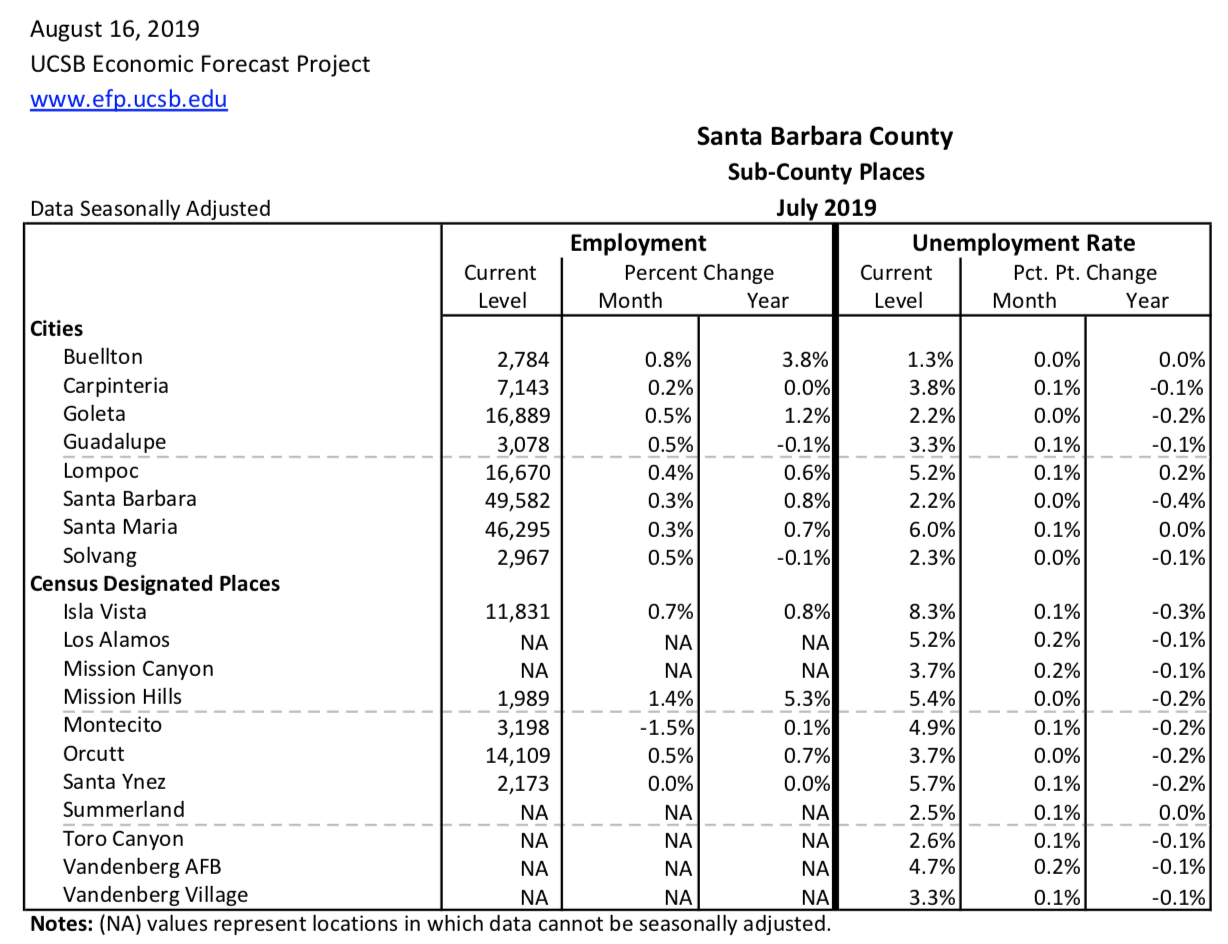 August 16, 2019
UCSB Economic Forecast Project
www.efp.ucsb.edu
Santa Barbara County
Sub-County Places
Data Seasonally Adjusted July 2019
Employment Unemployment Rate
Current Percent Change Current Pct. Pt. Change
Level Month Year Level Month Year
Cities
Buellton 2,784 0.8% 3.8% 1.3% 0.0% 0.0%
Carpinteria 7,143 0.2% 0.0% 3.8% 0.1% -0.1%
Goleta 16,889 0.5% 1.2% 2.2% 0.0% -0.2%
Guadalupe 3,078 0.5% -0.1% 3.3% 0.1% -0.1%
Lompoc 16,670 0.4% 0.6% 5.2% 0.1% 0.2%
Santa Barbara 49,582 0.3% 0.8% 2.2% 0.0% -0.4%
Santa Maria 46,295 0.3% 0.7% 6.0% 0.1% 0.0%
Solvang 2,967 0.5% -0.1% 2.3% 0.0% -0.1%
Census Designated Places
Isla Vista 11,831 0.7% 0.8% 8.3% 0.1% -0.3%
Los Alamos NA NA NA 5.2% 0.2% -0.1%
Mission Canyon NA NA NA 3.7% 0.2% -0.1%
Mission Hills 1,989 1.4% 5.3% 5.4% 0.0% -0.2%
Montecito 3,198 -1.5% 0.1% 4.9% 0.1% -0.2%
Orcutt 14,109 0.5% 0.7% 3.7% 0.0% -0.2%
Santa Ynez 2,173 0.0% 0.0% 5.7% 0.1% -0.2%
Summerland NA NA NA 2.5% 0.1% 0.0%
Toro Canyon NA NA NA 2.6% 0.1% -0.1%
Vandenberg AFB NA NA NA 4.7% 0.2% -0.1%
Vandenberg Village NA NA NA 3.3% 0.1% -0.1%
Notes: (NA) values represent locations in which data cannot be seasonally adjusted.